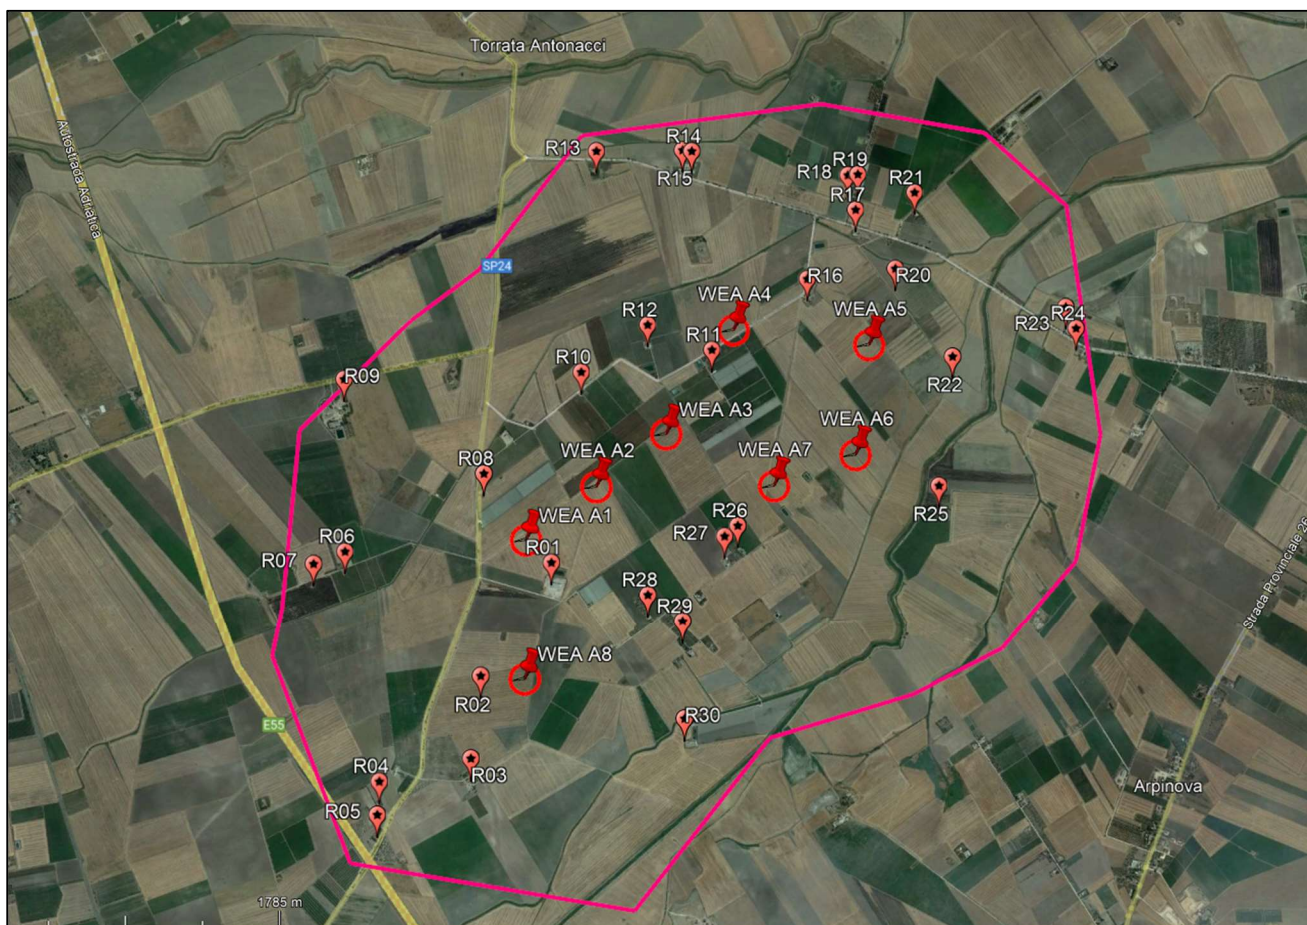 Torrata Antonacci
Autostrada Adriatica
R13
R14
R15
R18
R19
R17
R21
SP24
R16
R20
WEA A4
WEA A5
R12
R11
R23
R24
R22
R10
R09
WEA A3
WEA A6
R08
WEA A2
WEA A7
R25
WEA A1
R26
R27
R01
R06
R07
R28
R29
Strada Provinciale 2
WEA A8
R02
R30
E55
R03
R04
R05
Arpinova
1785 m